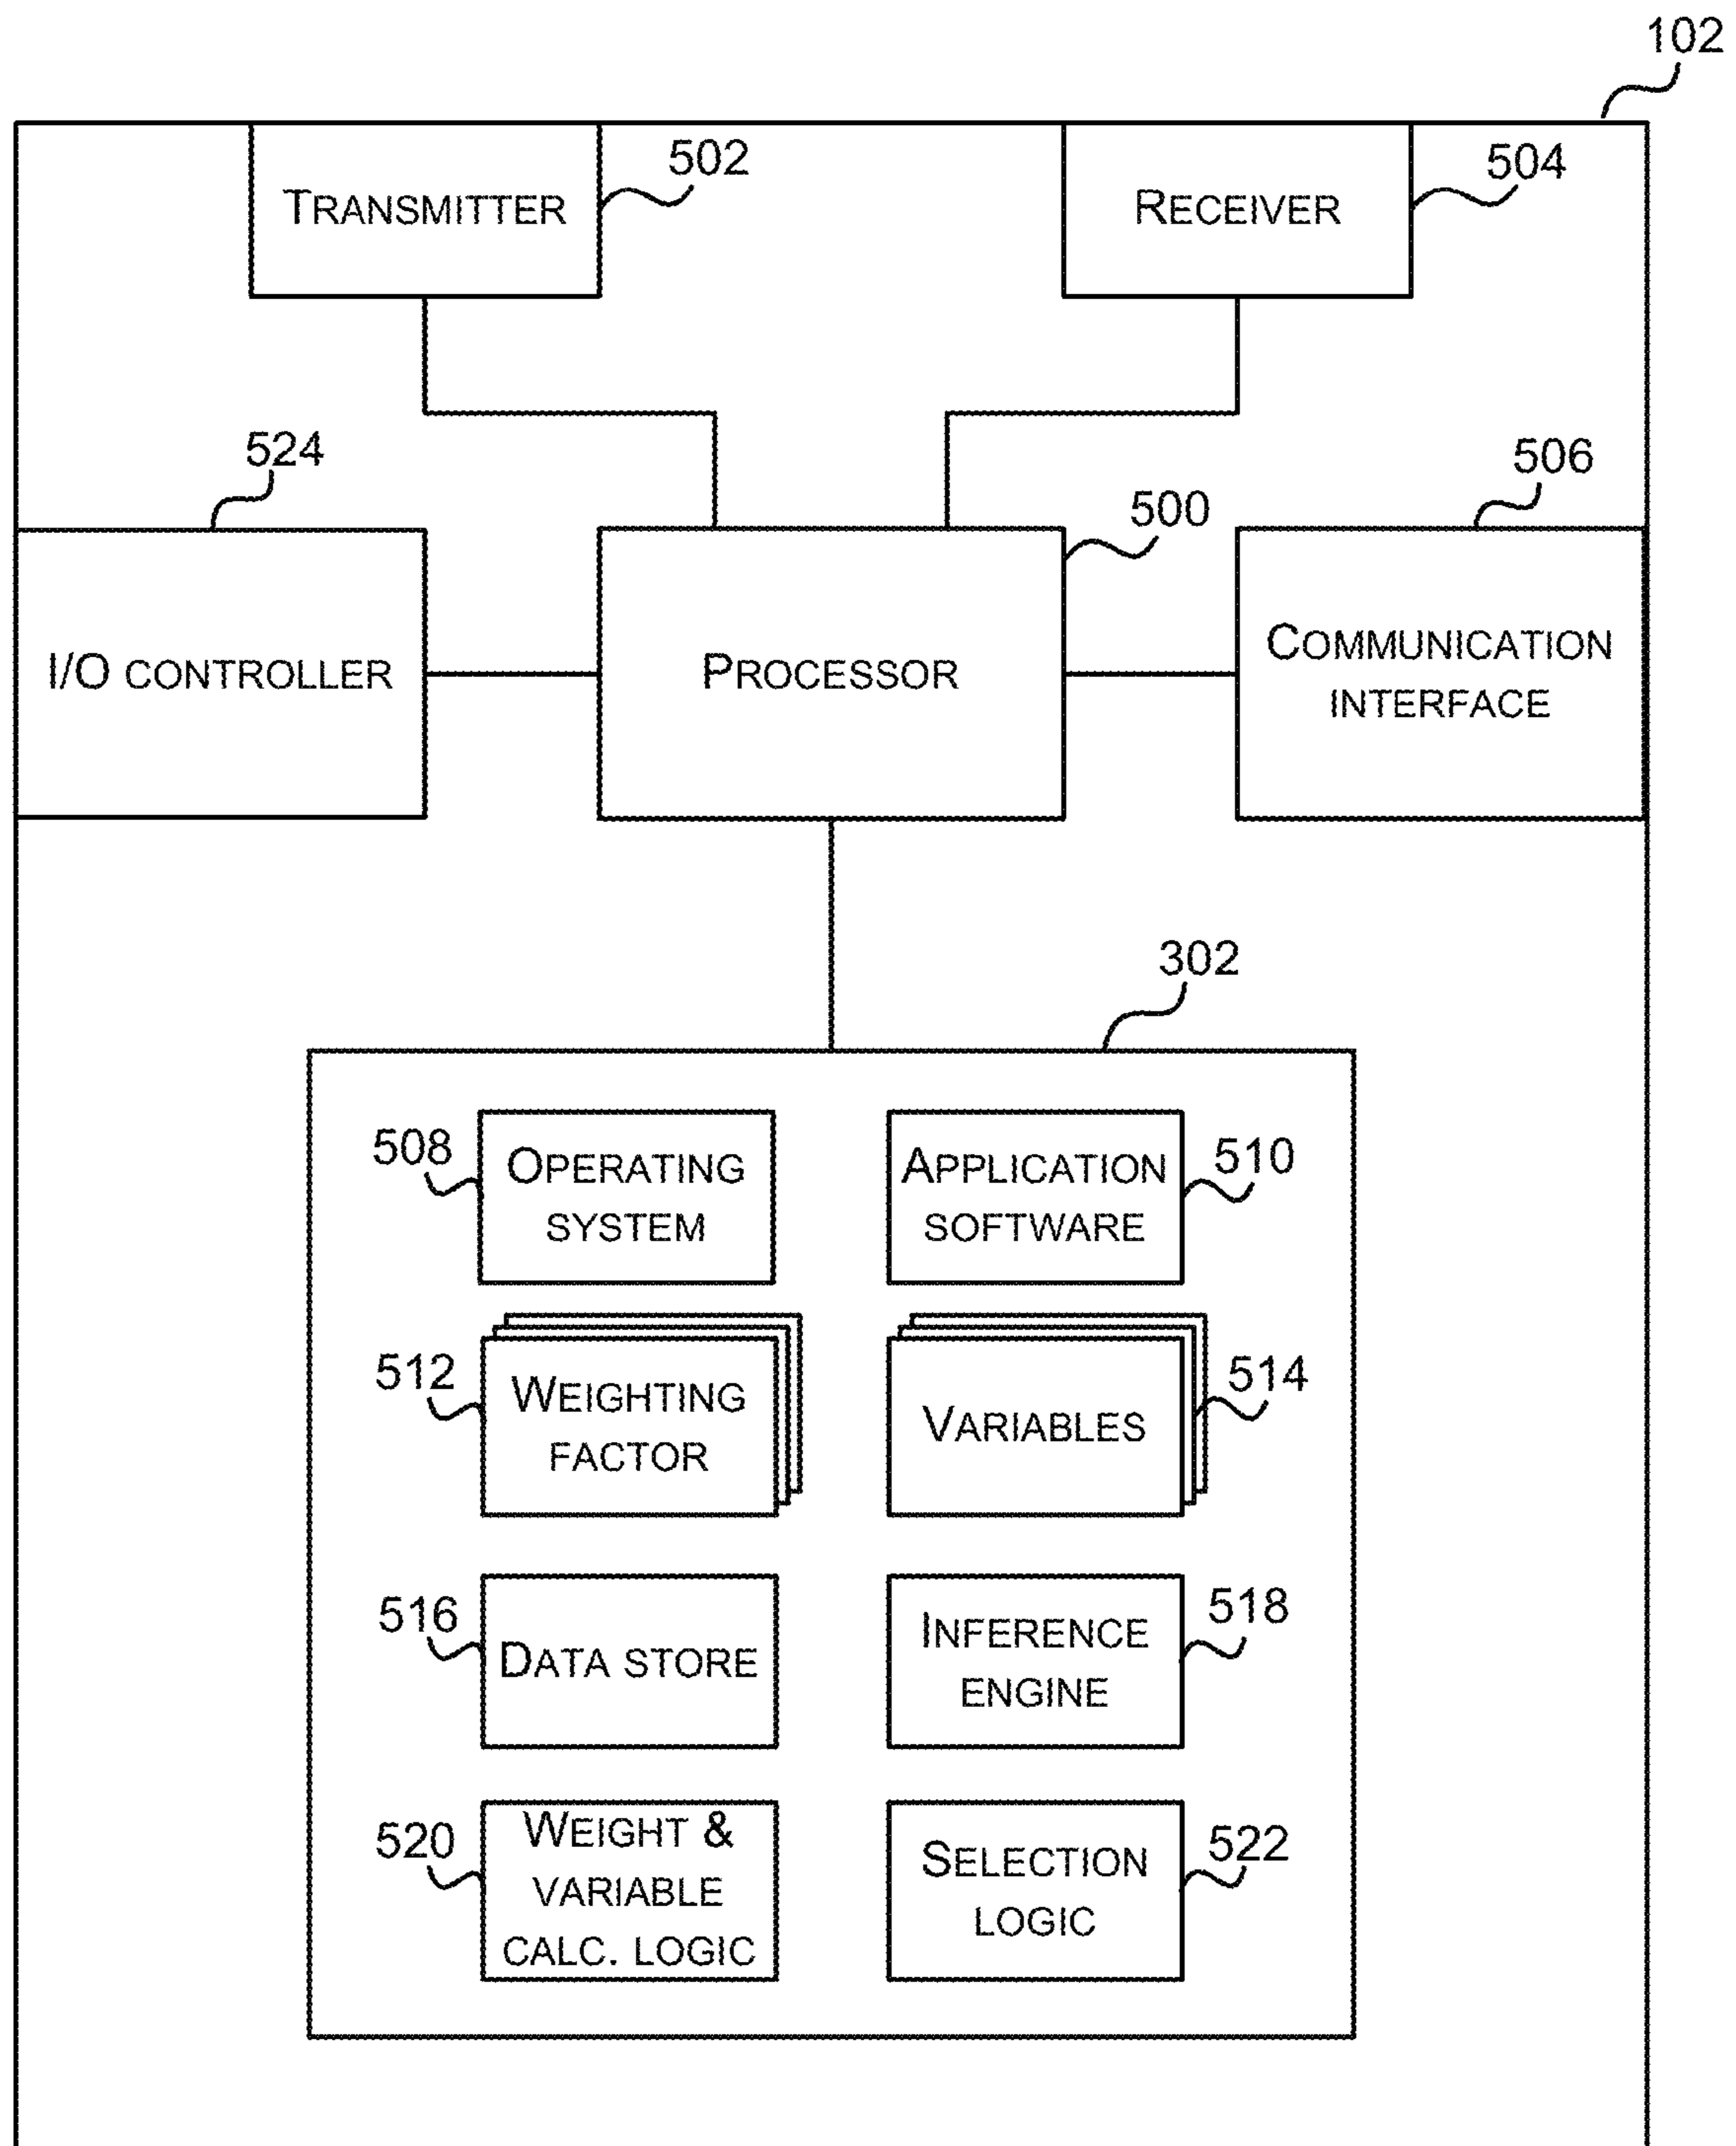 102
502
504
TRANSMITTER
RECEIVER
524
506
500
I/O CONTROLLER
PROCESSOR
COMMUNICATION
INTERFACE
302
508
OPERATING
SYSTEM
APPLICATION
SOFTWARE
510
512
WEIGHTING
FACTOR
VARIABLES
514
516
DATA STORE
INFERENCE
ENGINE
518
520
WEIGHT &
VARIABLE
CALC. LOGIC
SELECTION
LOGIC
522